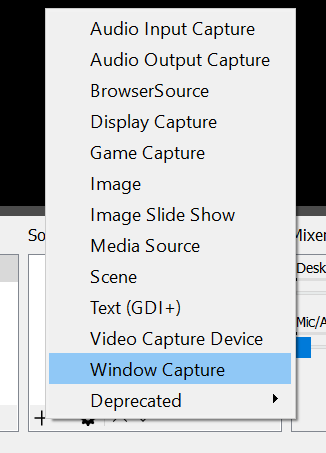 Audio Input Capture
Audio Output Capture
BrowserSource
Display Capture
Game Capture
Image
Image Slide Show
So
Mixer
Media Source
Desk
Scene
Text (GDI+)
Mic/A
Video Capture Device
Window Capture
Deprecated